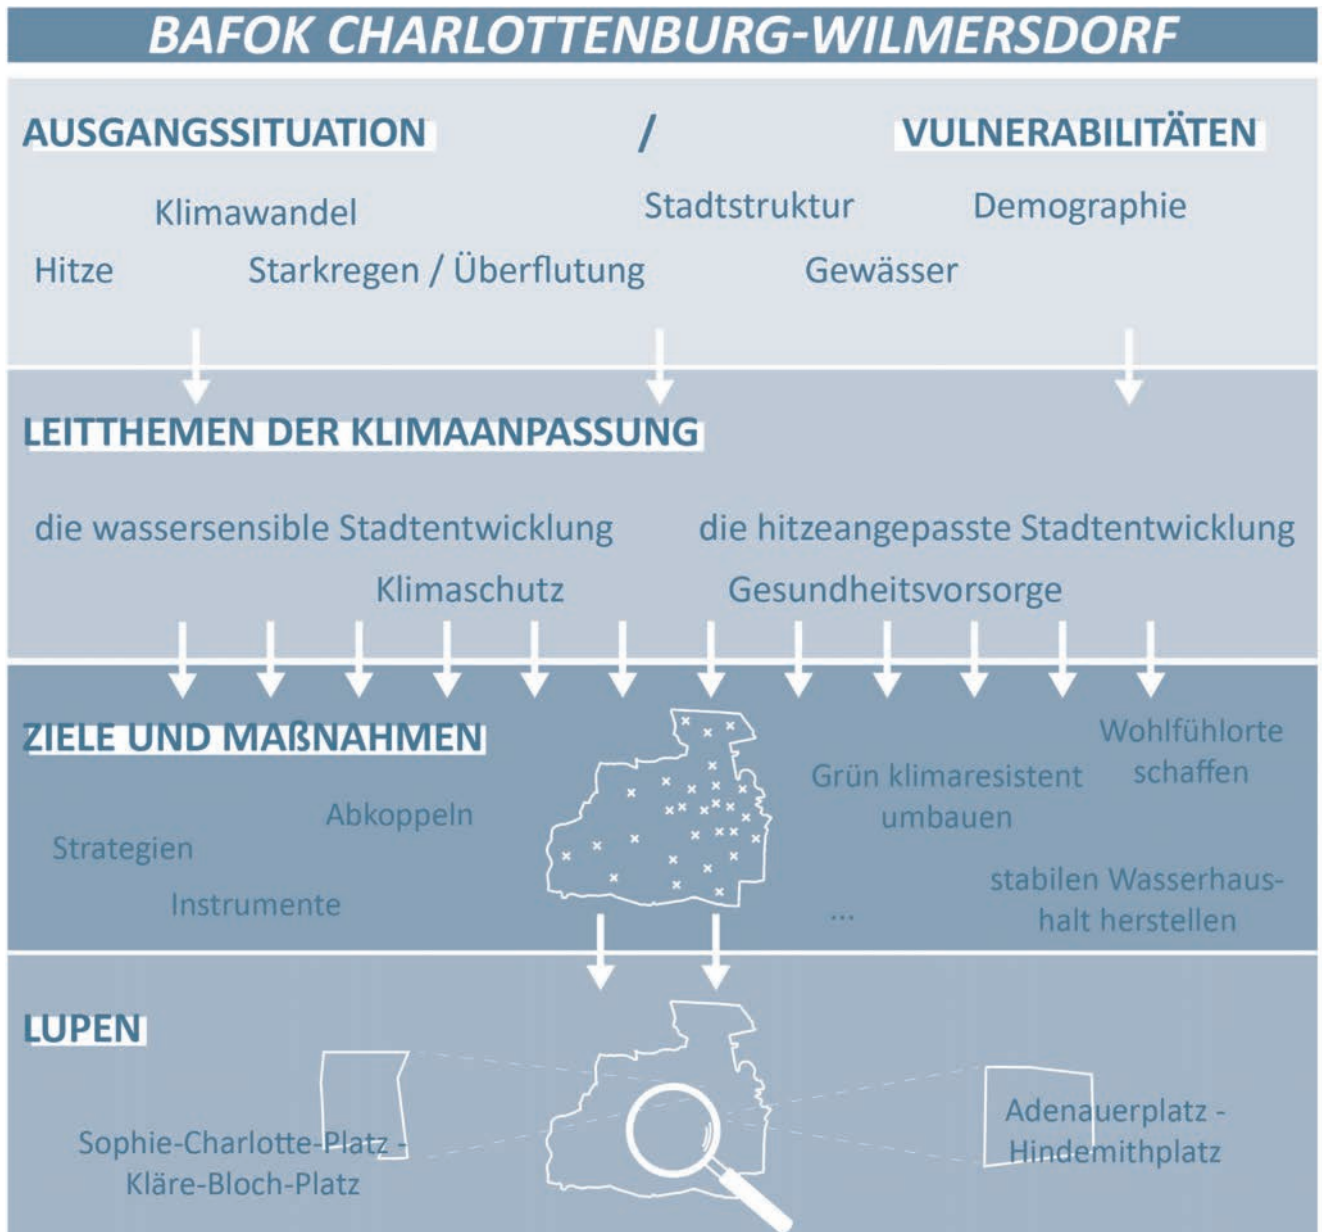 BAFOK CHARLOTTENBURG-WILMERSDORF
AUSGANGSSITUATION / VULNERABILITÄTEN
Klimawandel Stadtstruktur Demographie
Hitze Starkregen / Überflutung Gewässer
LEITTHEMEN DER KLIMAANPASSUNG
die wassersensible Stadtentwicklung die hitzeangepasste Stadtentwicklung
Klimaschutz Gesundheitsvorsorge
ZIELE UND MAßNAHMEN
Strategien
Abkoppeln
Instrumente
Grün klimaresistent
umbauen
Wohlfühlorte
schaffen
...
stabilen Wasserhaus-
halt herstellen
LUPEN
Sophie-Charlotte-Platz -
Kläre-Bloch-Platz
Adenauerplatz -
Hindemithplatz